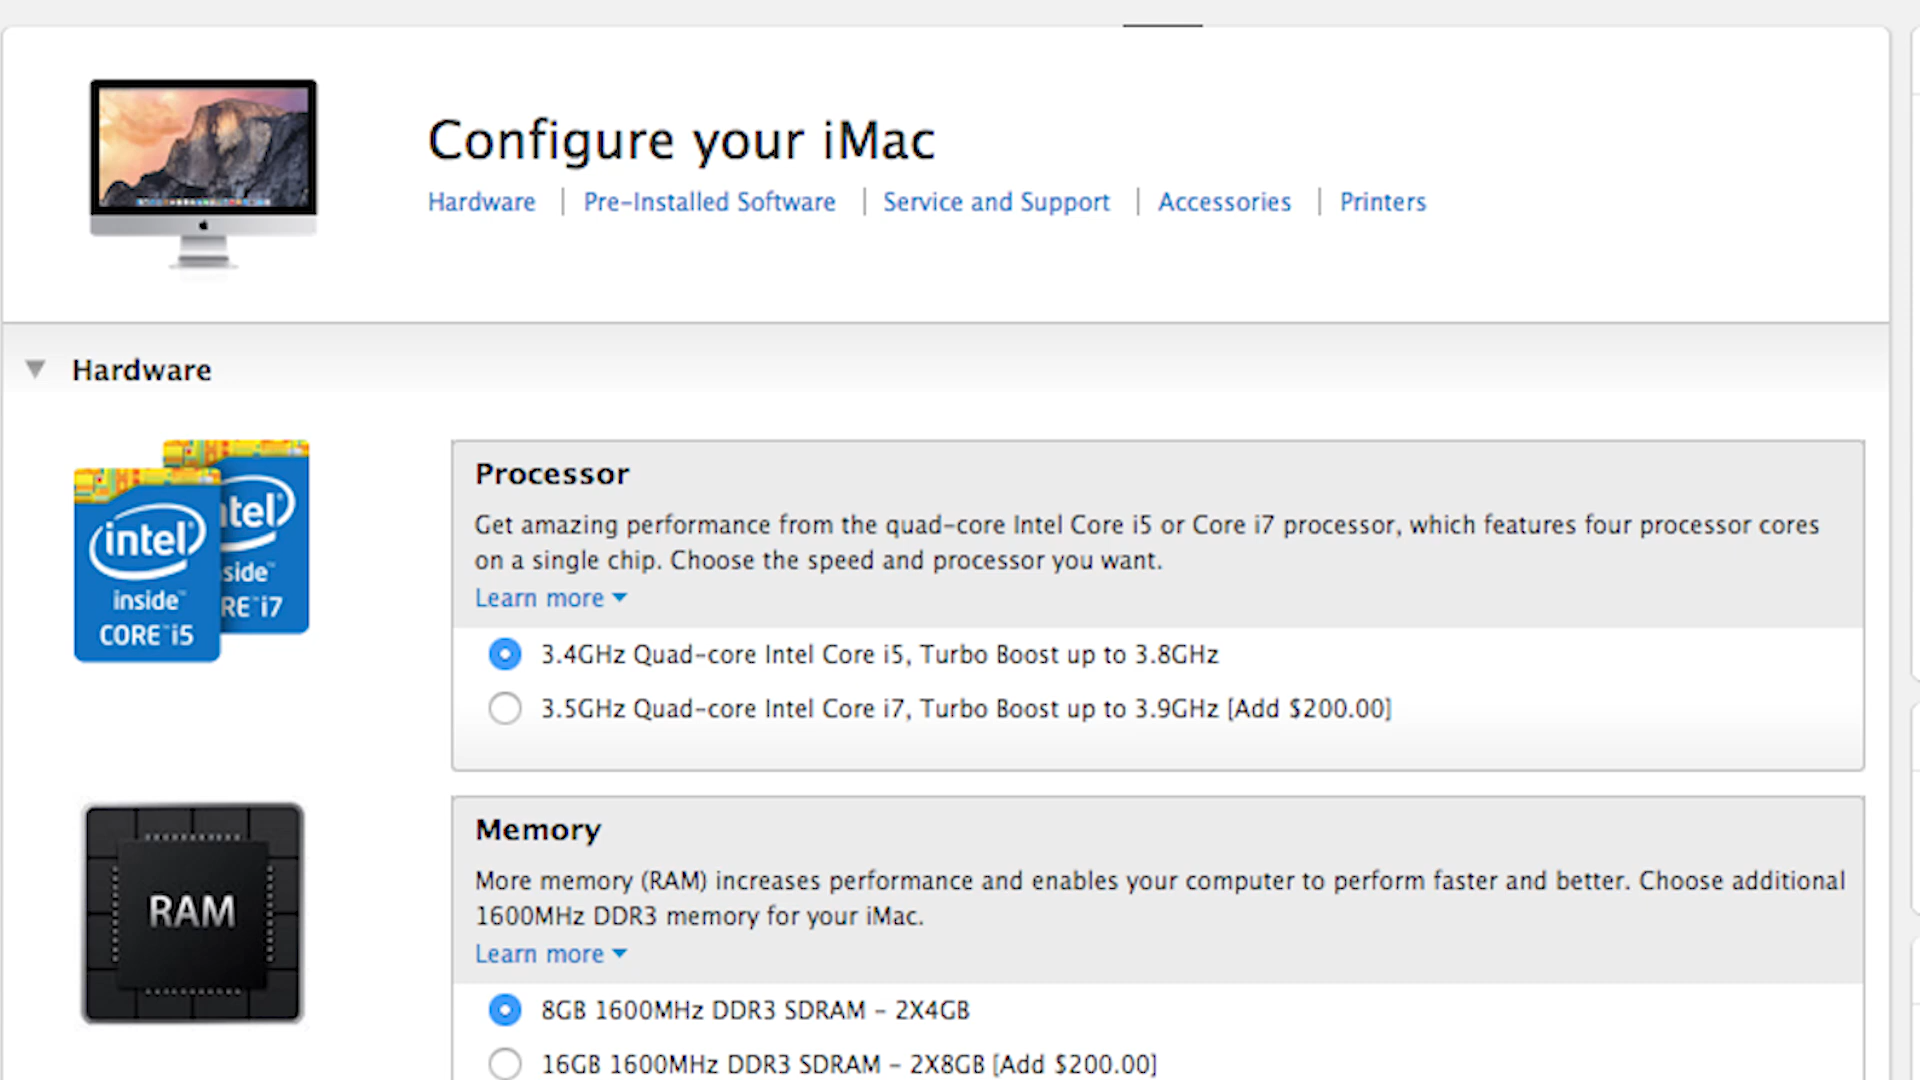 Configure your iMac
Hardware | Pre-Installed Software | Service and Support | Accessories | Printers
Hardware
intel inside CORE i5
ntel side RE i7
Processor
Get amazing performance from the quad-core Intel Core i5 or Core i7 processor, which features four processor cores
on a single chip. Choose the speed and processor you want.
Learn more
3.4GHz Quad-core Intel Core i5, Turbo Boost up to 3.8GHz
3.5GHz Quad-core Intel Core i7, Turbo Boost up to 3.9GHz [Add $200.00]
RAM
Memory
More memory (RAM) increases performance and enables your computer to perform faster and better. Choose additional
1600MHz DDR3 memory for your iMac.
Learn more
8GB 1600MHz DDR3 SDRAM - 2X4GB
16GB 1600MHz DDR3 SDRAM - 2X8GB [Add $200.00]